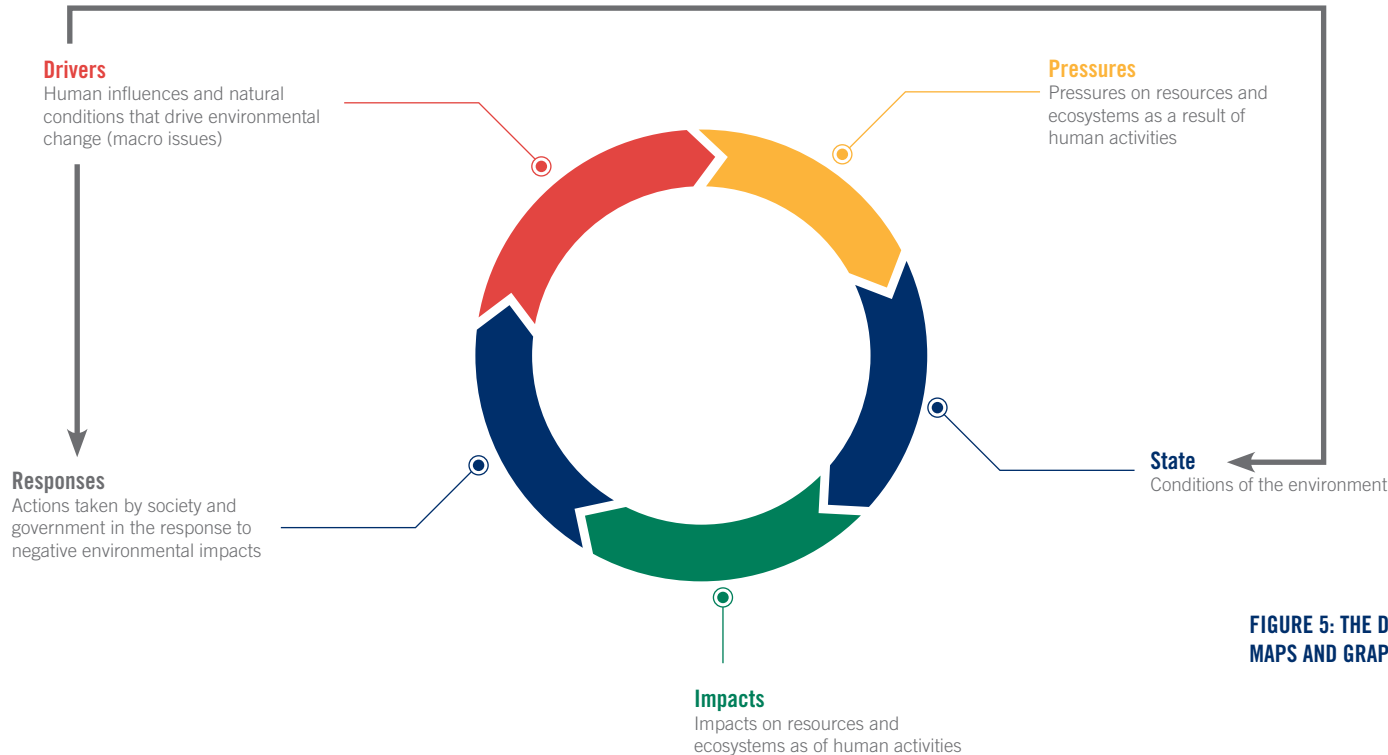 Drivers
Human influences and natural
conditions that drive environmental
change (macro issues)
Pressures
Pressures on resources and
ecosystems as a result of
human activities
State
Conditions of the environment
Responses
Actions taken by society and
government in the response to
negative environmental impacts
Impacts
Impacts on resources and
ecosystems as of human activities
FIGURE 5: THE D
MAPS AND GRAP